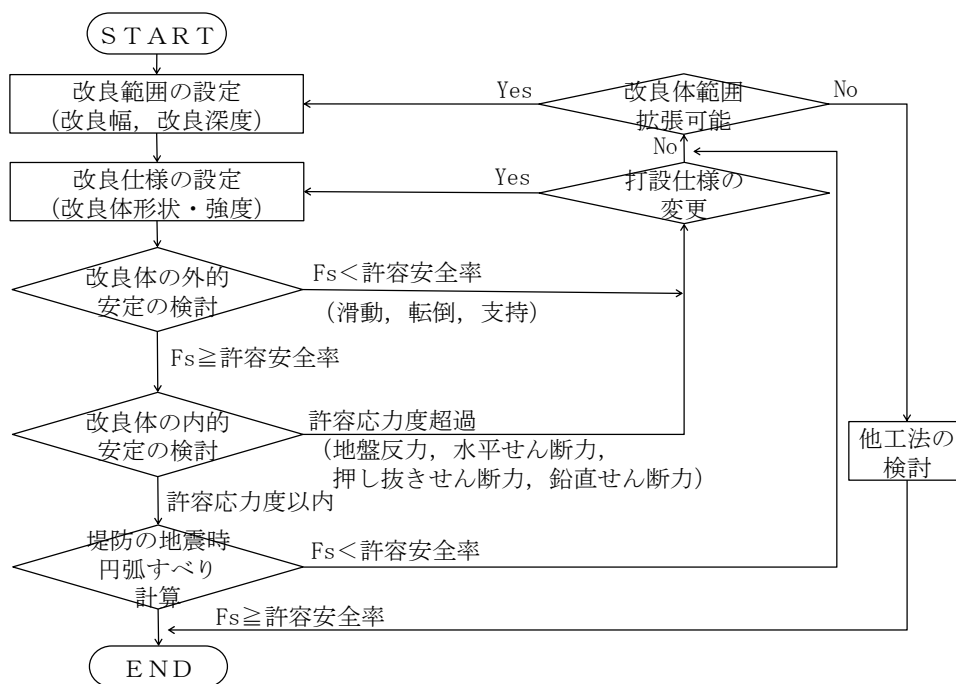 ＳＴＡＲＴ
改良範囲の設定
（改良幅，改良深度）
Yes
改良体範囲
拡張可能
No
No
改良仕様の設定
（改良体形状・強度）
Yes
打設仕様の
変更
改良体の外的
安定の検討
Fs＜許容安全率
（滑動，転倒，支持）
Fs≧許容安全率
改良体の内的
安定の検討
許容応力度超過
（地盤反力，水平せん断力，
押し抜きせん断力，鉛直せん断力）
他工法の
検討
許容応力度以内
堤防の地震時
円弧すべり
計算
Fs＜許容安全率
Fs≧許容安全率
ＥＮＤ